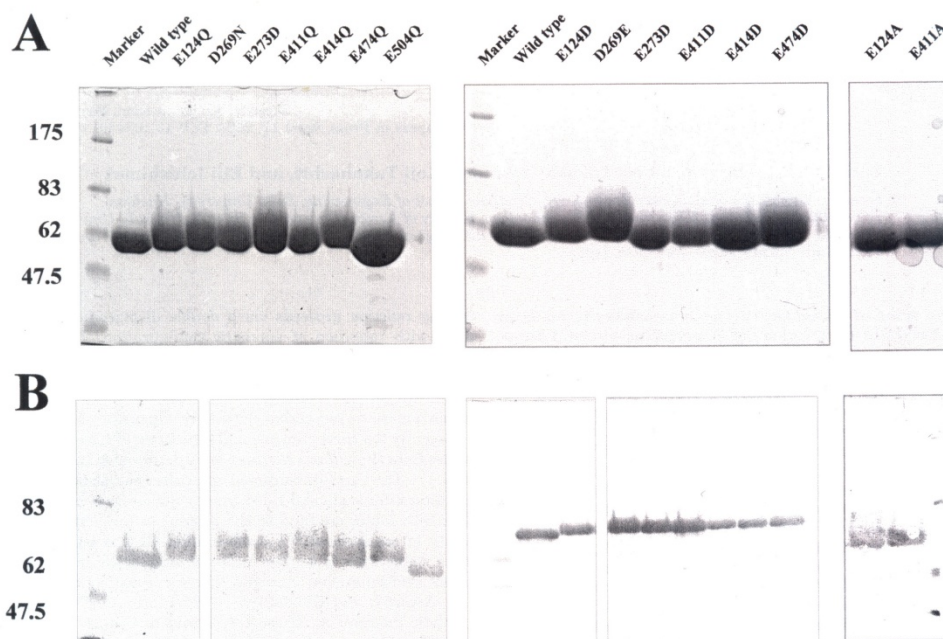 A
Marker Wild type E124Q D269N E273D E411Q E414Q E474Q E504Q
Marker Wild type E124D D269E E273D E411D E414D E474D
E124A E411A
175
83
62
47.5
B
83
62
47.5